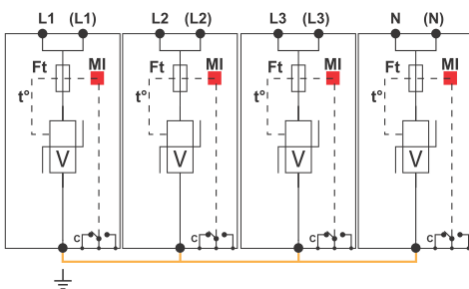 L1 (L1) L2 (L2) L3 (L3) N (N)
Ft MI Ft MI Ft MI Ft MI
t° t° t° t°
V V V V
c c c c